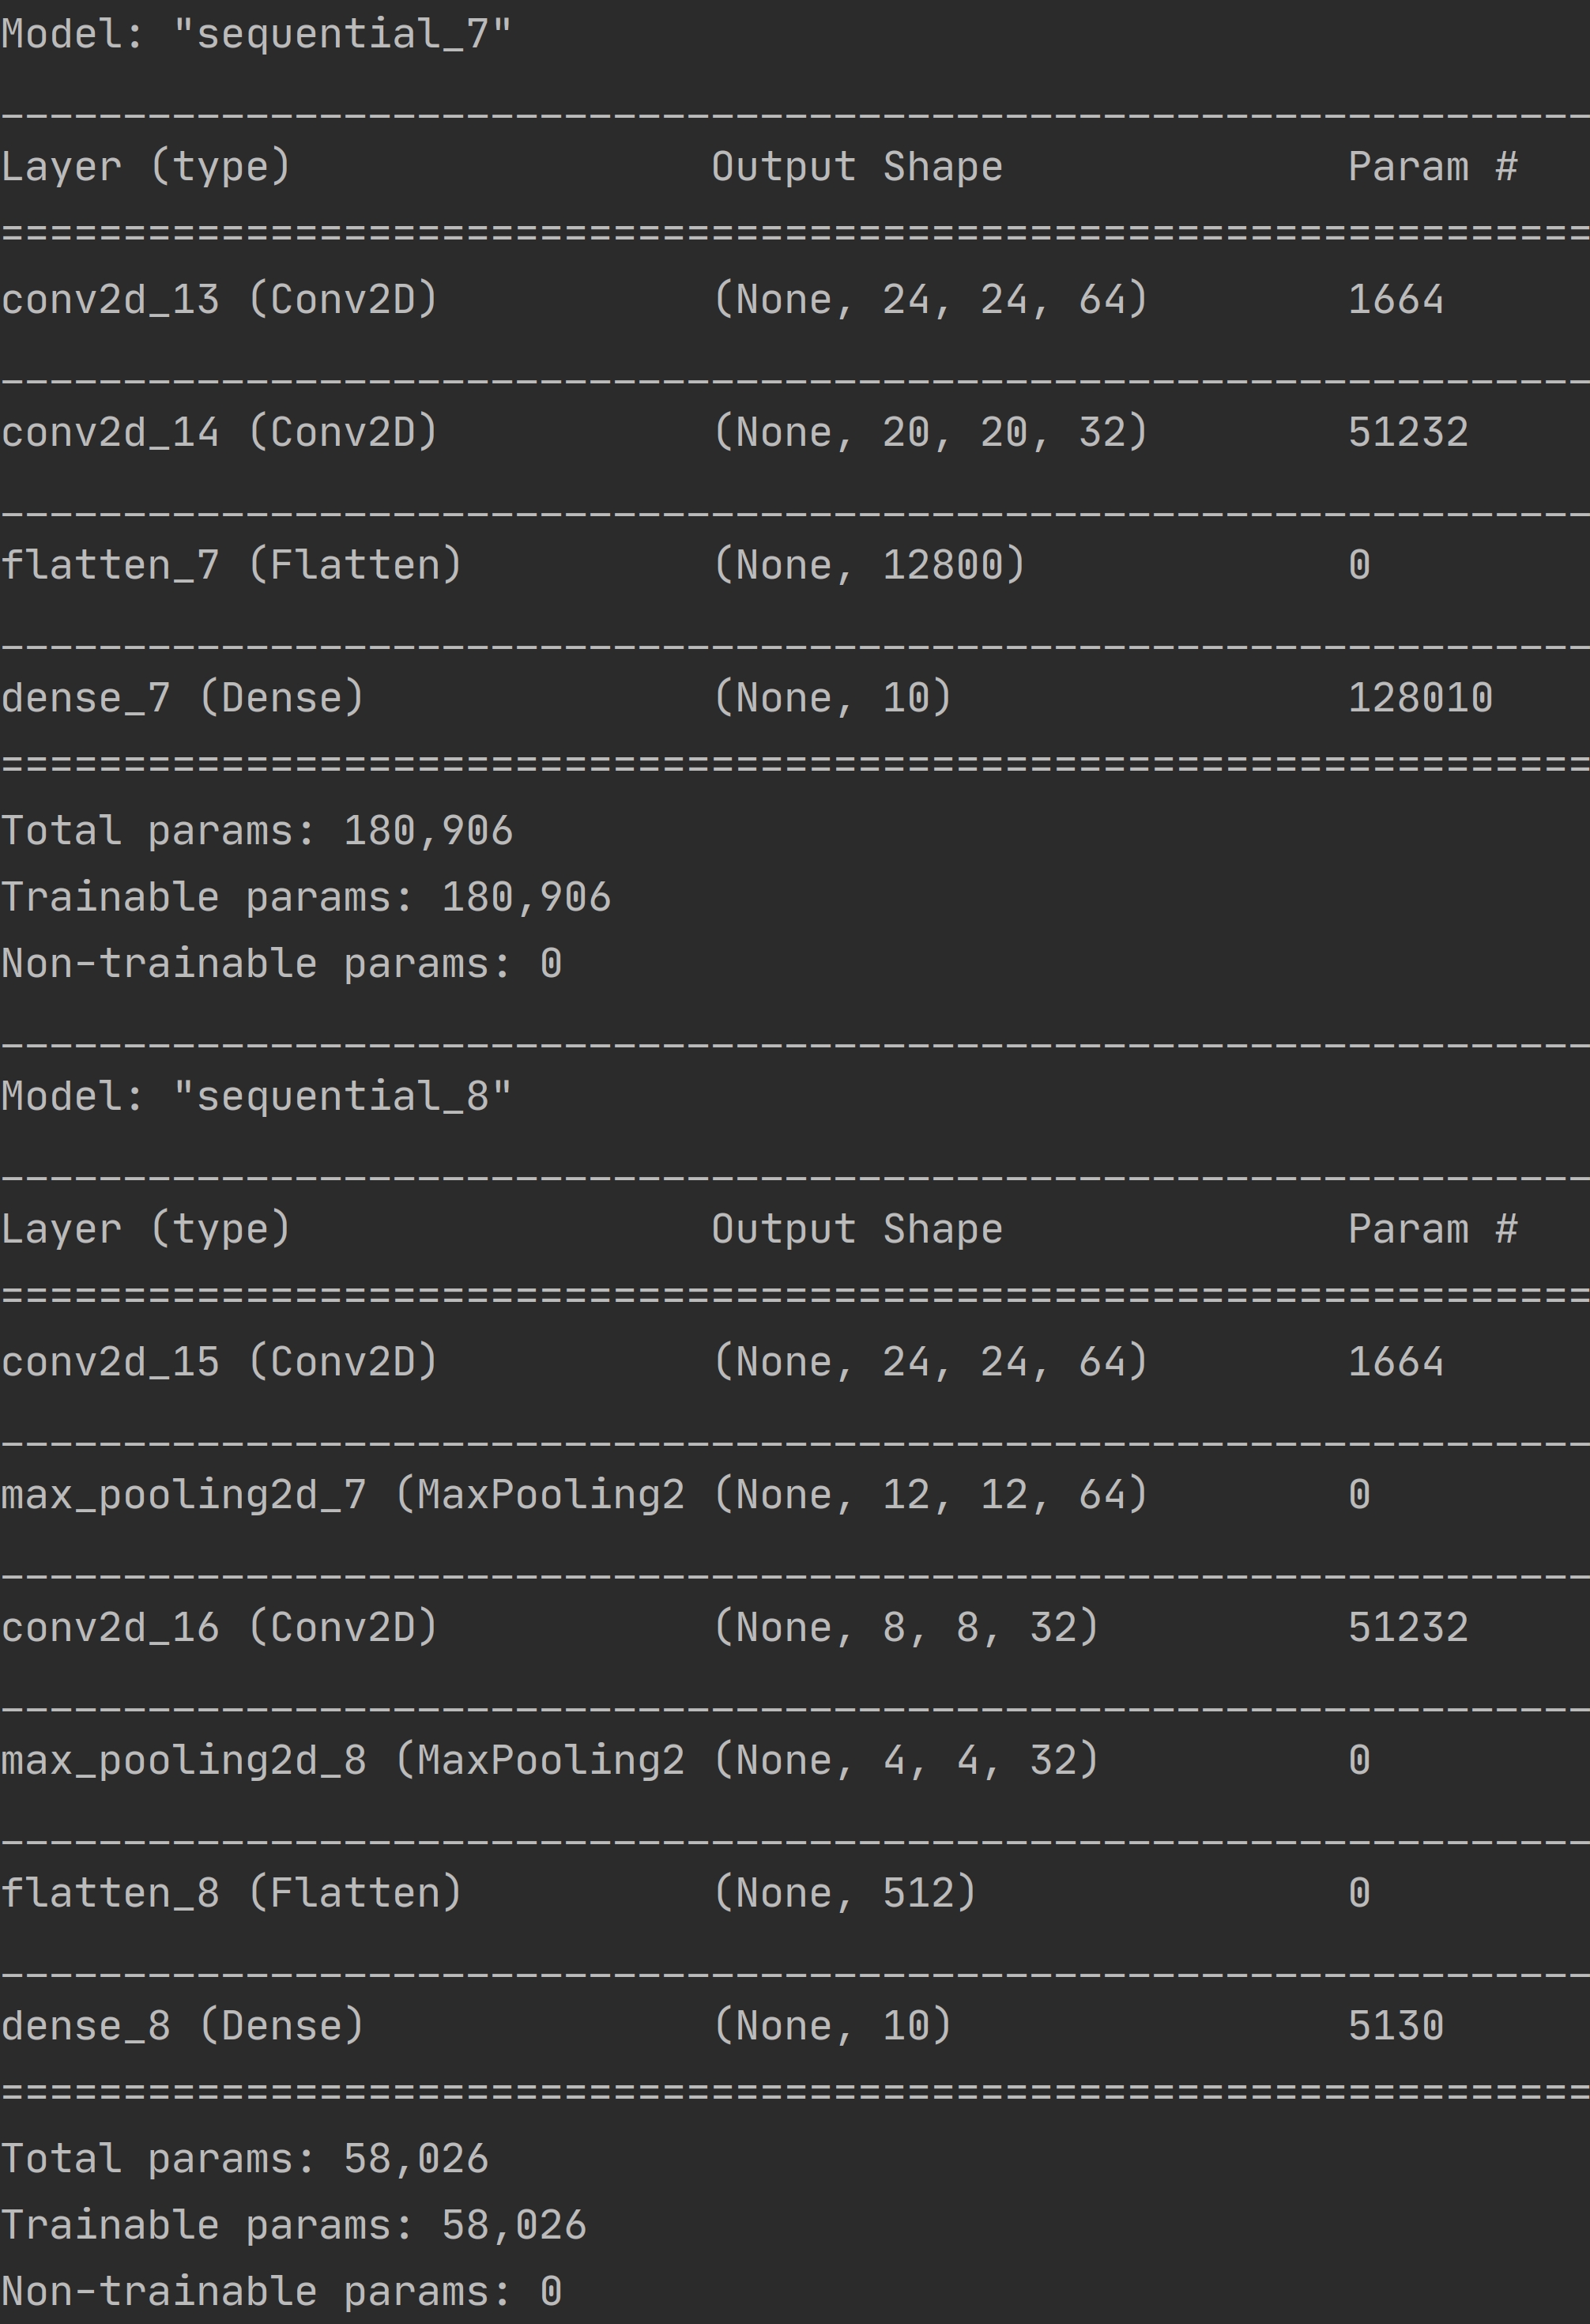 Model: "sequential_7"
_________________________________________________________________
Layer (type)                 Output Shape              Param #
=================================================================
conv2d_13 (Conv2D)           (None, 24, 24, 64)        1664
_________________________________________________________________
conv2d_14 (Conv2D)           (None, 20, 20, 32)        51232
_________________________________________________________________
flatten_7 (Flatten)          (None, 12800)             0
_________________________________________________________________
dense_7 (Dense)              (None, 10)                128010
=================================================================
Total params: 180,906
Trainable params: 180,906
Non-trainable params: 0
_________________________________________________________________
Model: "sequential_8"
_________________________________________________________________
Layer (type)                 Output Shape              Param #
=================================================================
conv2d_15 (Conv2D)           (None, 24, 24, 64)        1664
_________________________________________________________________
max_pooling2d_7 (MaxPooling2 (None, 12, 12, 64)        0
_________________________________________________________________
conv2d_16 (Conv2D)           (None, 8, 8, 32)          51232
_________________________________________________________________
max_pooling2d_8 (MaxPooling2 (None, 4, 4, 32)          0
_________________________________________________________________
flatten_8 (Flatten)          (None, 512)               0
_________________________________________________________________
dense_8 (Dense)              (None, 10)                5130
=================================================================
Total params: 58,026
Trainable params: 58,026
Non-trainable params: 0